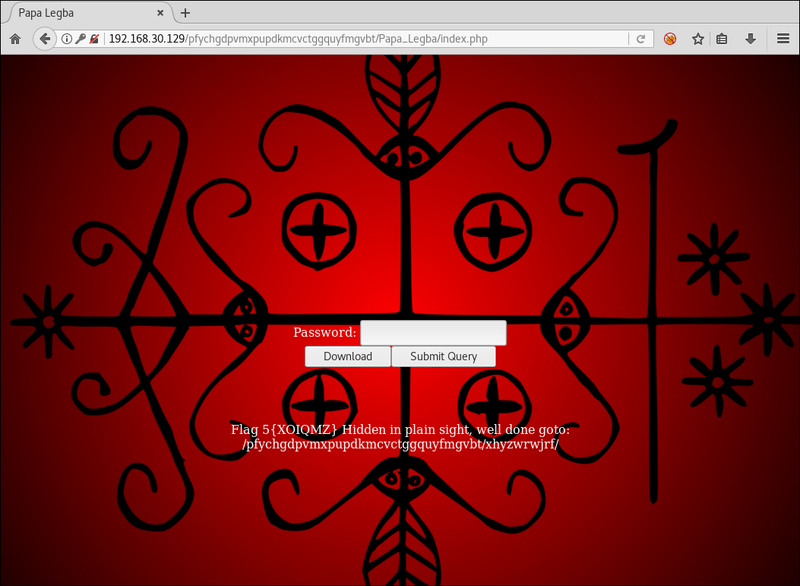 Papa Legba
192.168.30.129/pfychgdpvmxpupdkmcvctggquyfmgvbt/Papa_Legba/index.php
Password:
Download Submit Query
Flag 5{XOIQMZ} Hidden in plain sight, well done goto:
/pfychgdpvmxpupdkmcvctggquyfmgvbt/xhyzwrwjrf/